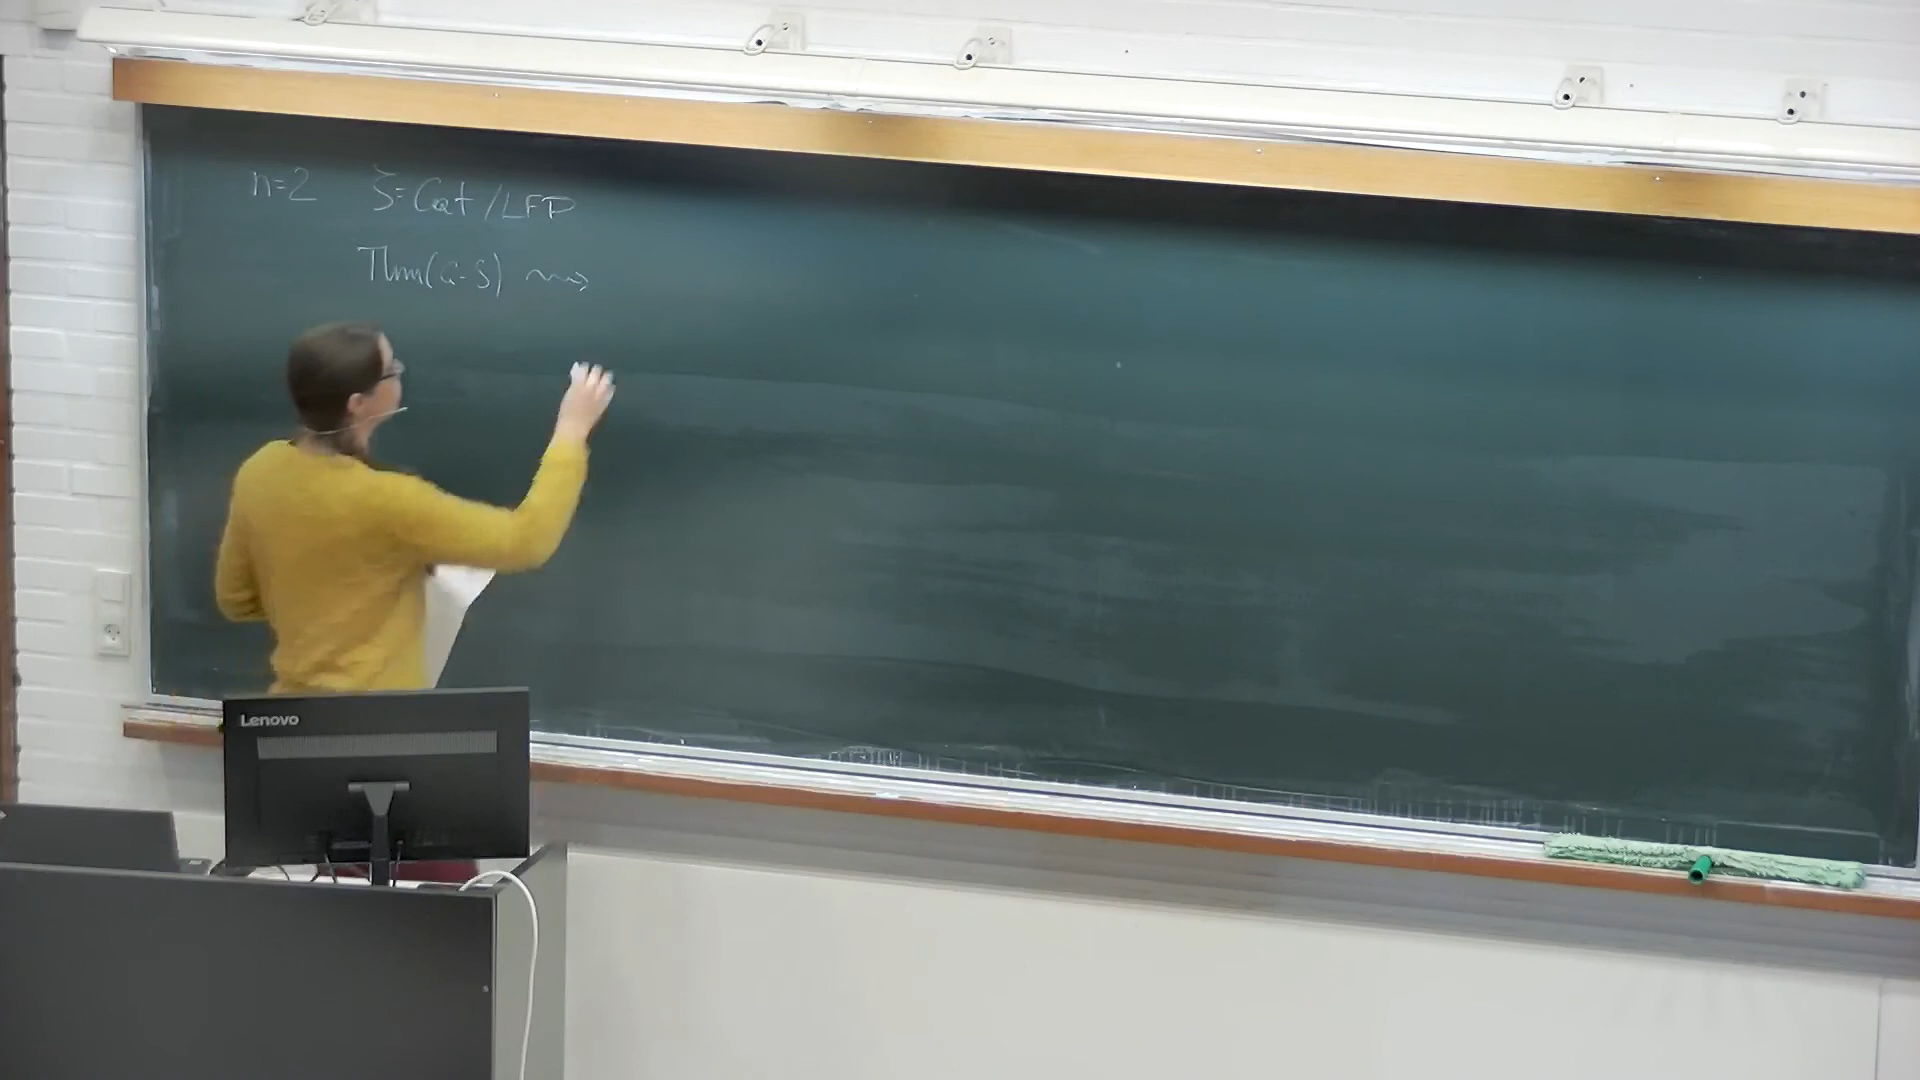 n=2 S=Cat/LFP
Thm(G-S) ⇝
Lenovo